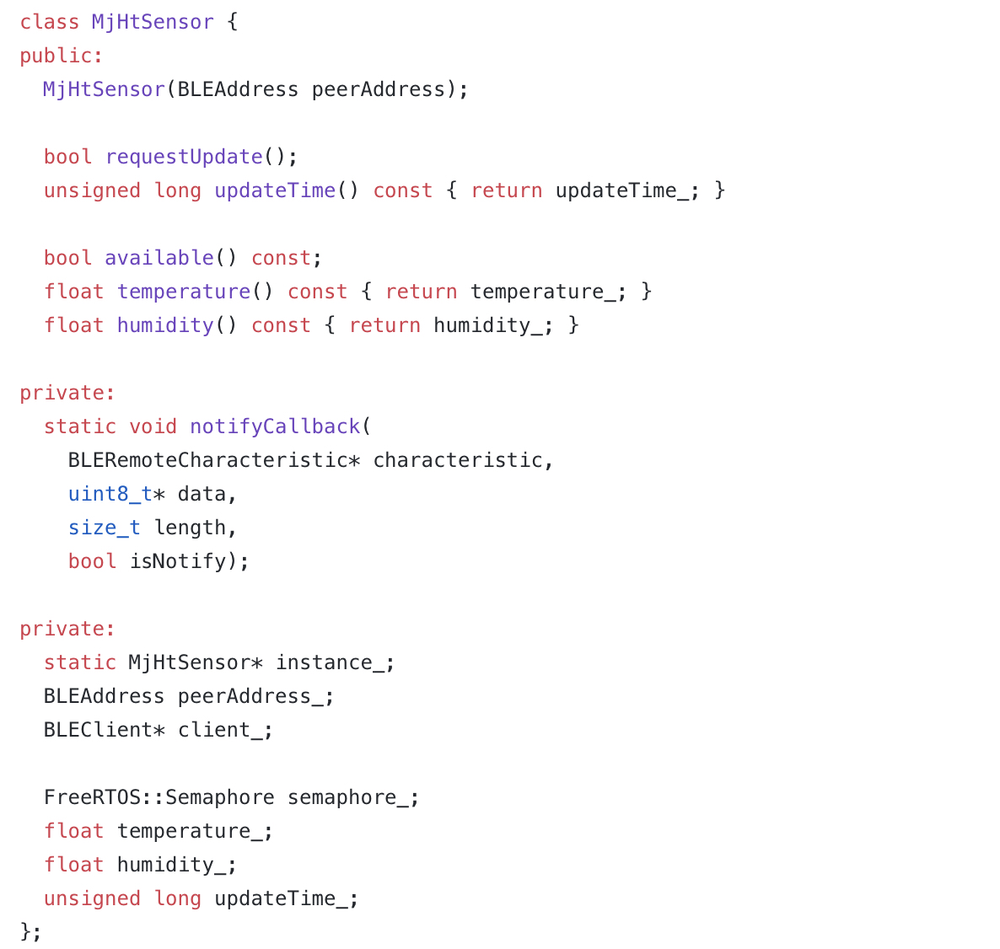 class MjHtSensor {
public:
  MjHtSensor(BLEAddress peerAddress);

  bool requestUpdate();
  unsigned long updateTime() const { return updateTime_; }

  bool available() const;
  float temperature() const { return temperature_; }
  float humidity() const { return humidity_; }

private:
  static void notifyCallback(
    BLERemoteCharacteristic* characteristic,
    uint8_t* data,
    size_t length,
    bool isNotify);

private:
  static MjHtSensor* instance_;
  BLEAddress peerAddress_;
  BLEClient* client_;

  FreeRTOS::Semaphore semaphore_;
  float temperature_;
  float humidity_;
  unsigned long updateTime_;
};